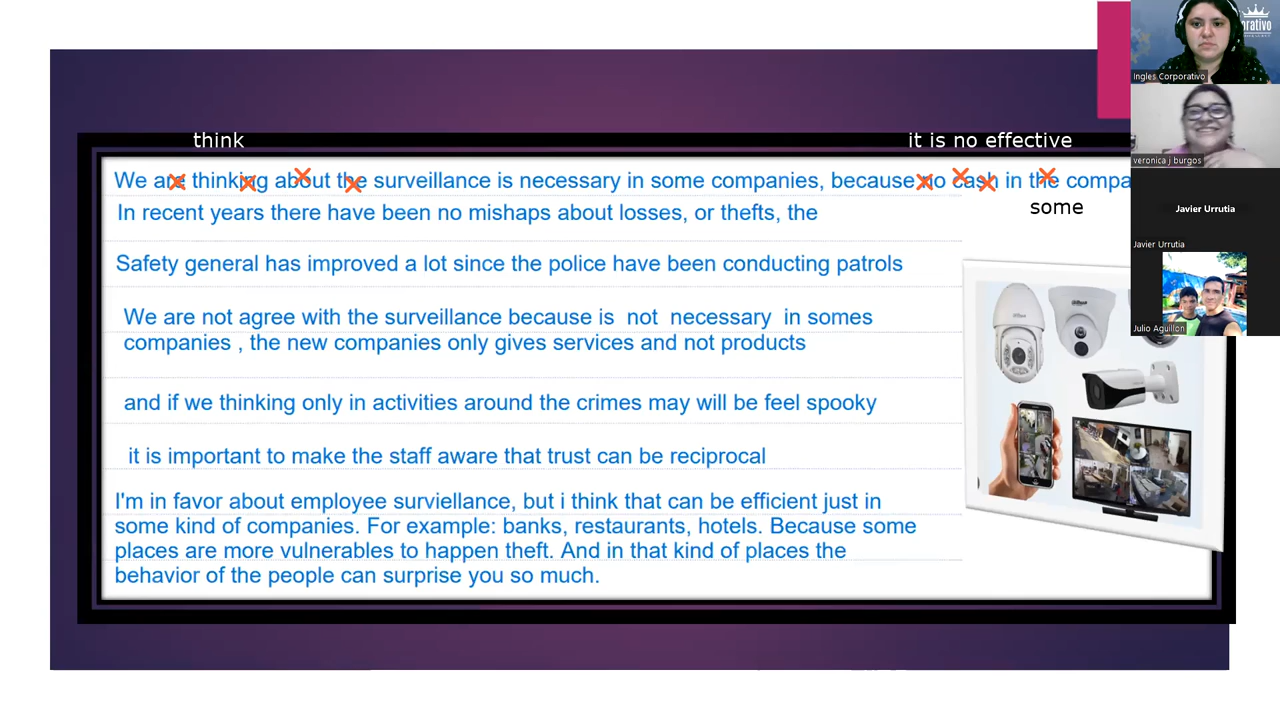 think
it is no effective
We are thinking about the surveillance is necessary in some companies, because no cash in the
some
In recent years there have been no mishaps about losses, or thefts, the
Safety general has improved a lot since the police have been conducting patrols
We are not agree with the surveillance because is not necessary in somes
companies , the new companies only gives services and not products
and if we thinking only in activities around the crimes may will be feel spooky
it is important to make the staff aware that trust can be reciprocal
I'm in favor about employee surviellance, but i think that can be efficient just in
some kind of companies. For example: banks, restaurants, hotels. Because some
places are more vulnerables to happen theft. And in that kind of places the
behavior of the people can surprise you so much.
Ingles Corporativo
veronica j burgos
Javier Urrutia
Javier Urrutia
Julio Aguillon